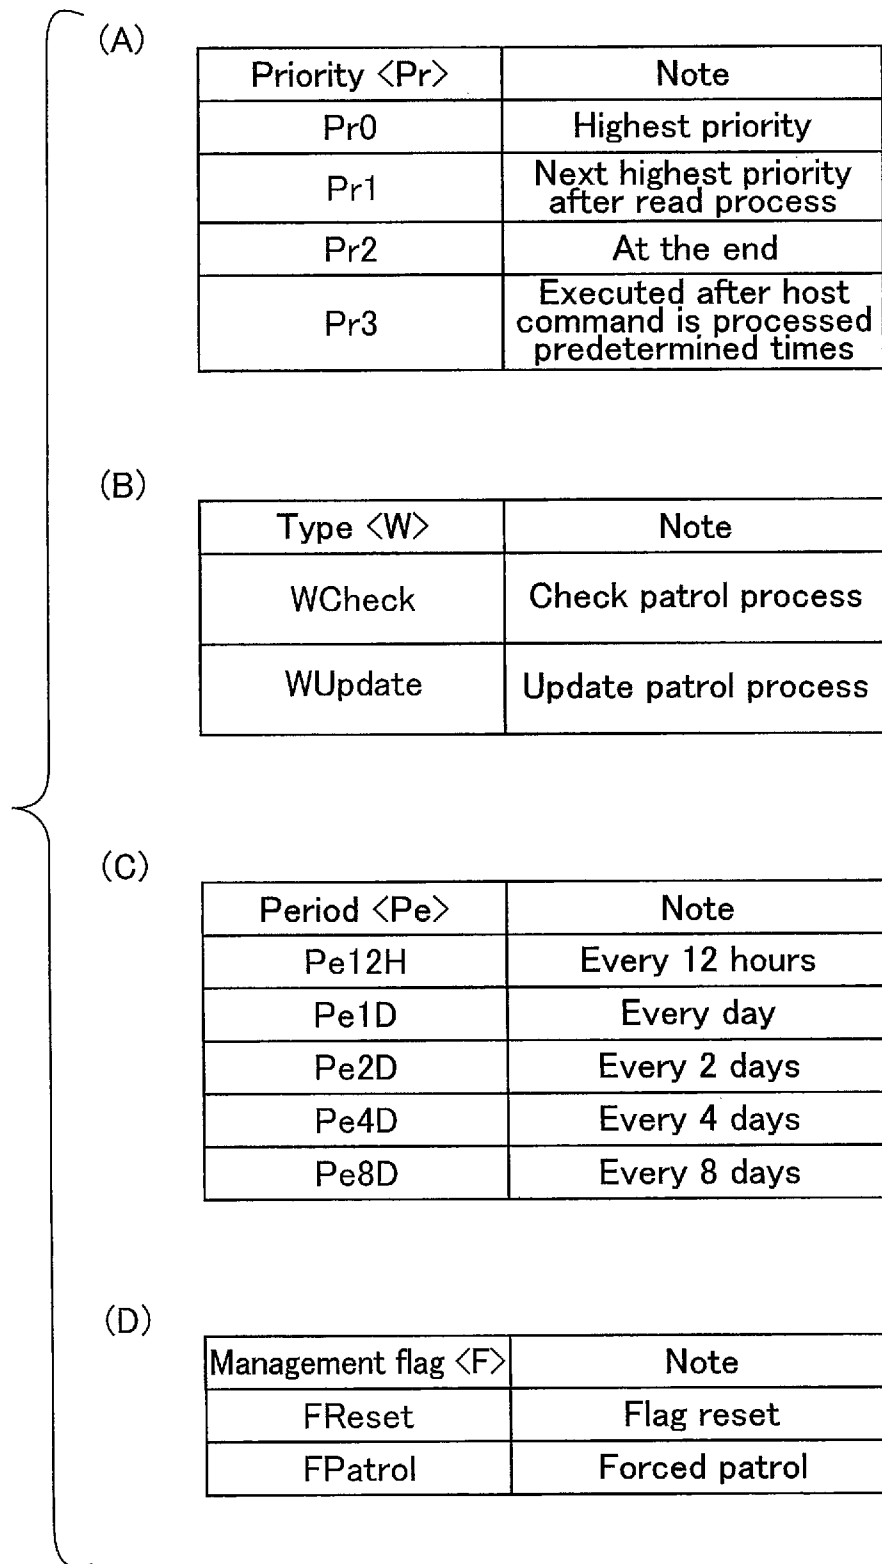 (A)
Priority <Pr> Note
Pr0 Highest priority
Pr1 Next highest priority
after read process
Pr2 At the end
Pr3 Executed after host
command is processed
predetermined times
(B)
Type <W> Note
WCheck Check patrol process
WUpdate Update patrol process
(C)
Period <Pe> Note
Pe12H Every 12 hours
Pe1D Every day
Pe2D Every 2 days
Pe4D Every 4 days
Pe8D Every 8 days
(D)
Management flag <F> Note
FReset Flag reset
FPatrol Forced patrol